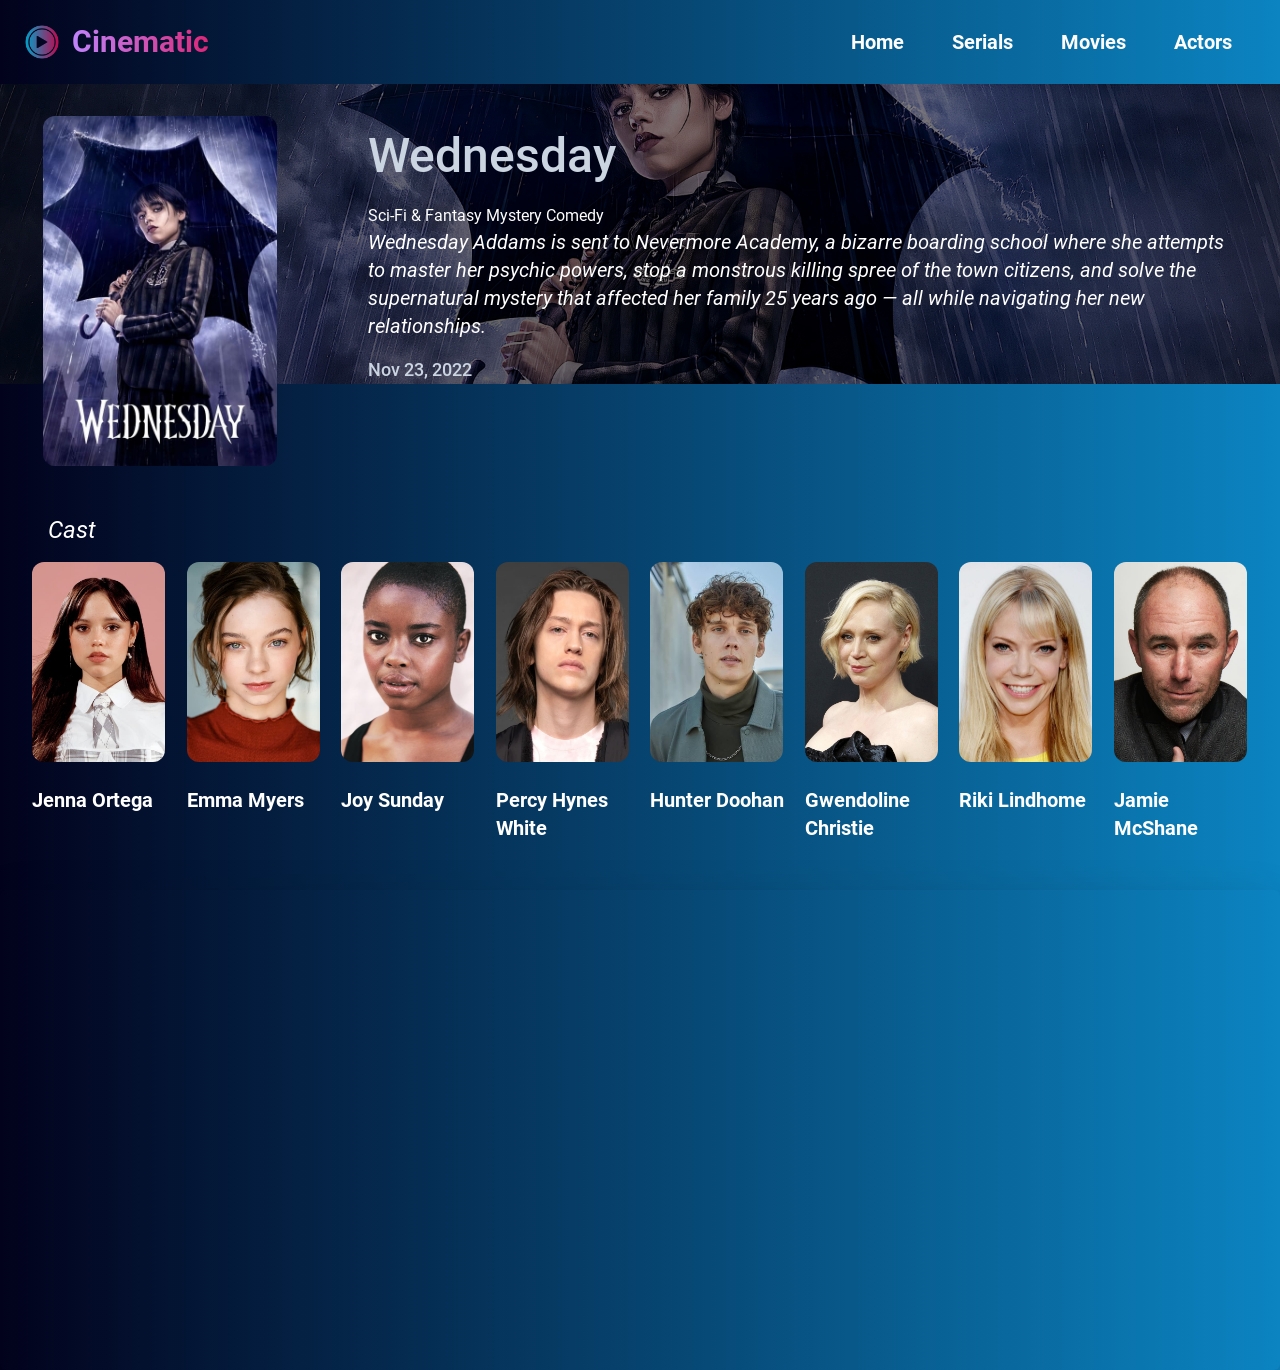 Cinematic
Home Serials Movies Actors
Wednesday
Sci-Fi & Fantasy Mystery Comedy
Wednesday Addams is sent to Nevermore Academy, a bizarre boarding school where she attempts
to master her psychic powers, stop a monstrous killing spree of the town citizens, and solve the
supernatural mystery that affected her family 25 years ago — all while navigating her new
relationships.
Nov 23, 2022
WEDNESDAY
Cast
Jenna Ortega
Emma Myers
Joy Sunday
Percy Hynes
White
Hunter Doohan
Gwendoline
Christie
Riki Lindhome
Jamie
McShane